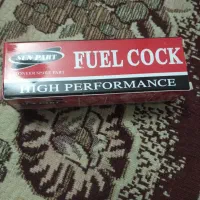 SUN PART
FUEL COCK
HIGH PERFORMANCE